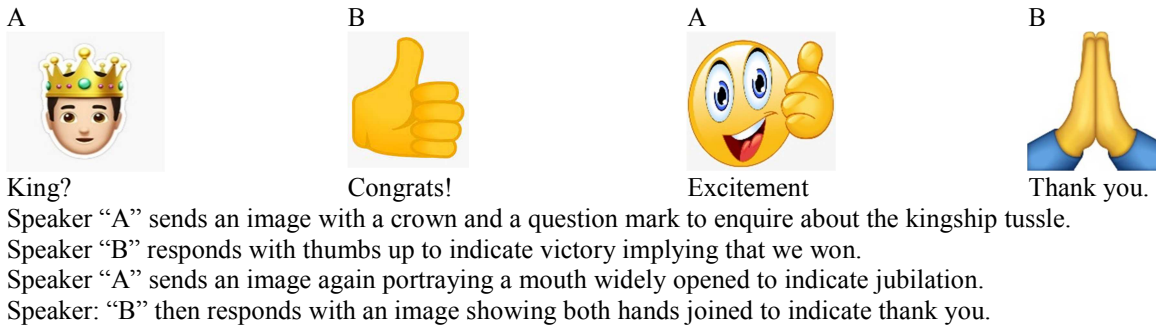 A B A B
King? Congrats! Excitement Thank you.
Speaker “A” sends an image with a crown and a question mark to enquire about the kingship tussle.
Speaker “B” responds with thumbs up to indicate victory implying that we won.
Speaker “A” sends an image again portraying a mouth widely opened to indicate jubilation.
Speaker: “B” then responds with an image showing both hands joined to indicate thank you.